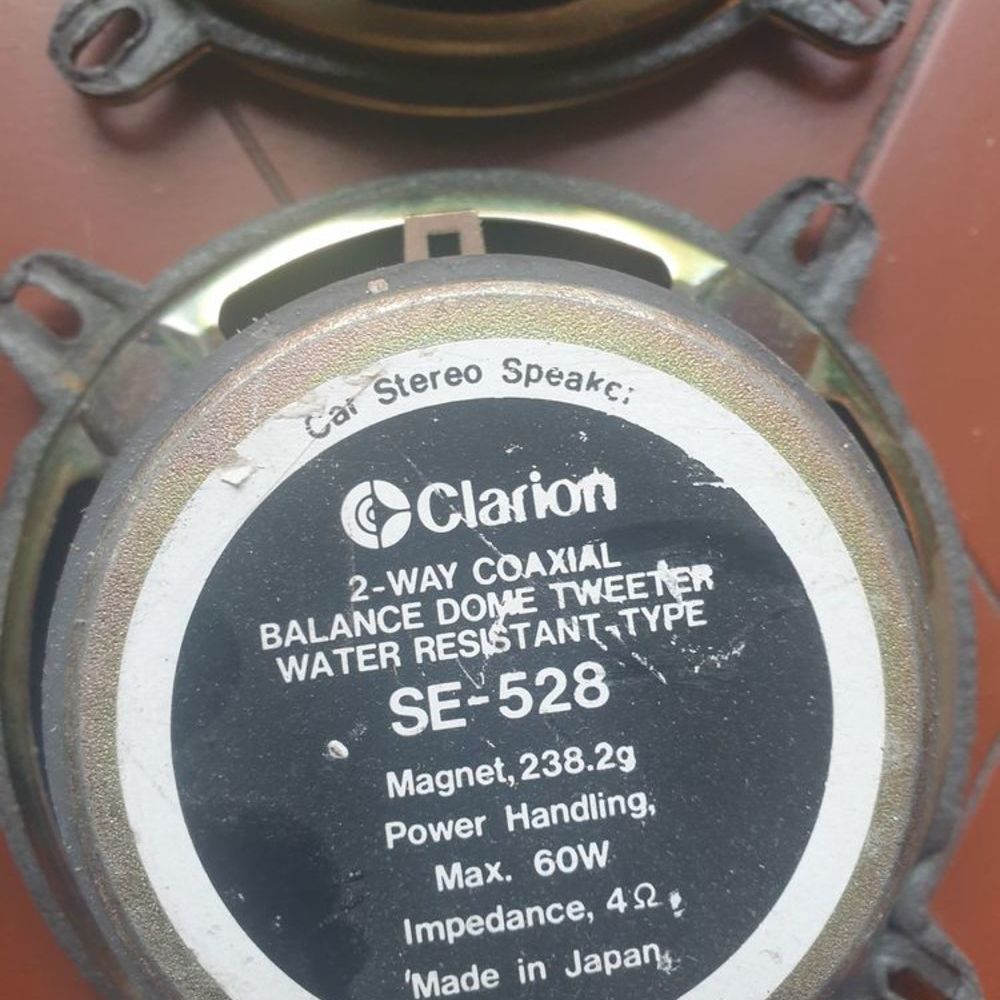 Car Stereo Speaker
Clarion
2-WAY COAXIAL
BALANCE DOME TWEETER
WATER RESISTANT-TYPE
SE-528
Magnet, 238.2g
Power Handling,
Max. 60W
Impedance, 4Ω
Made in Japan